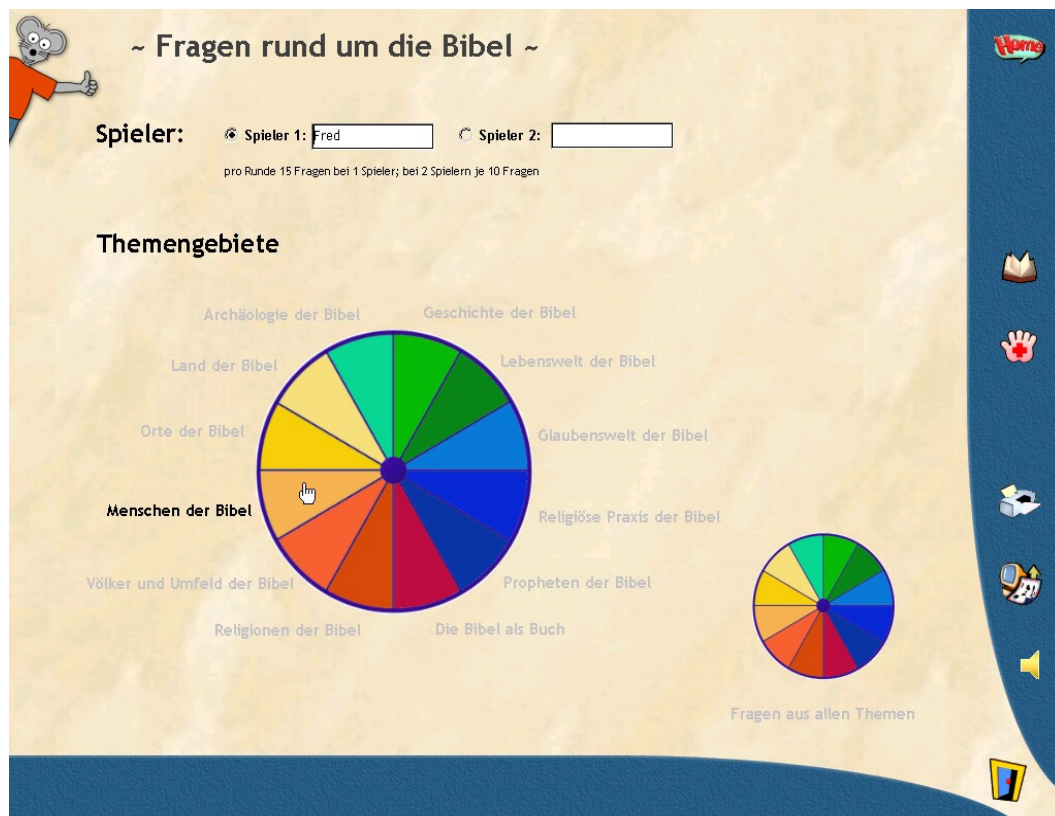 ~ Fragen rund um die Bibel ~
Home
Spieler: Spieler 1: Fred Spieler 2:
pro Runde 15 Fragen bei 1 Spieler; bei 2 Spielern je 10 Fragen
Themengebiete
Archäologie der Bibel Geschichte der Bibel
Land der Bibel Lebenswelt der Bibel
Orte der Bibel Glaubenswelt der Bibel
Menschen der Bibel Religiöse Praxis der Bibel
Völker und Umfeld der Bibel Propheten der Bibel
Religionen der Bibel Die Bibel als Buch
Fragen aus allen Themen